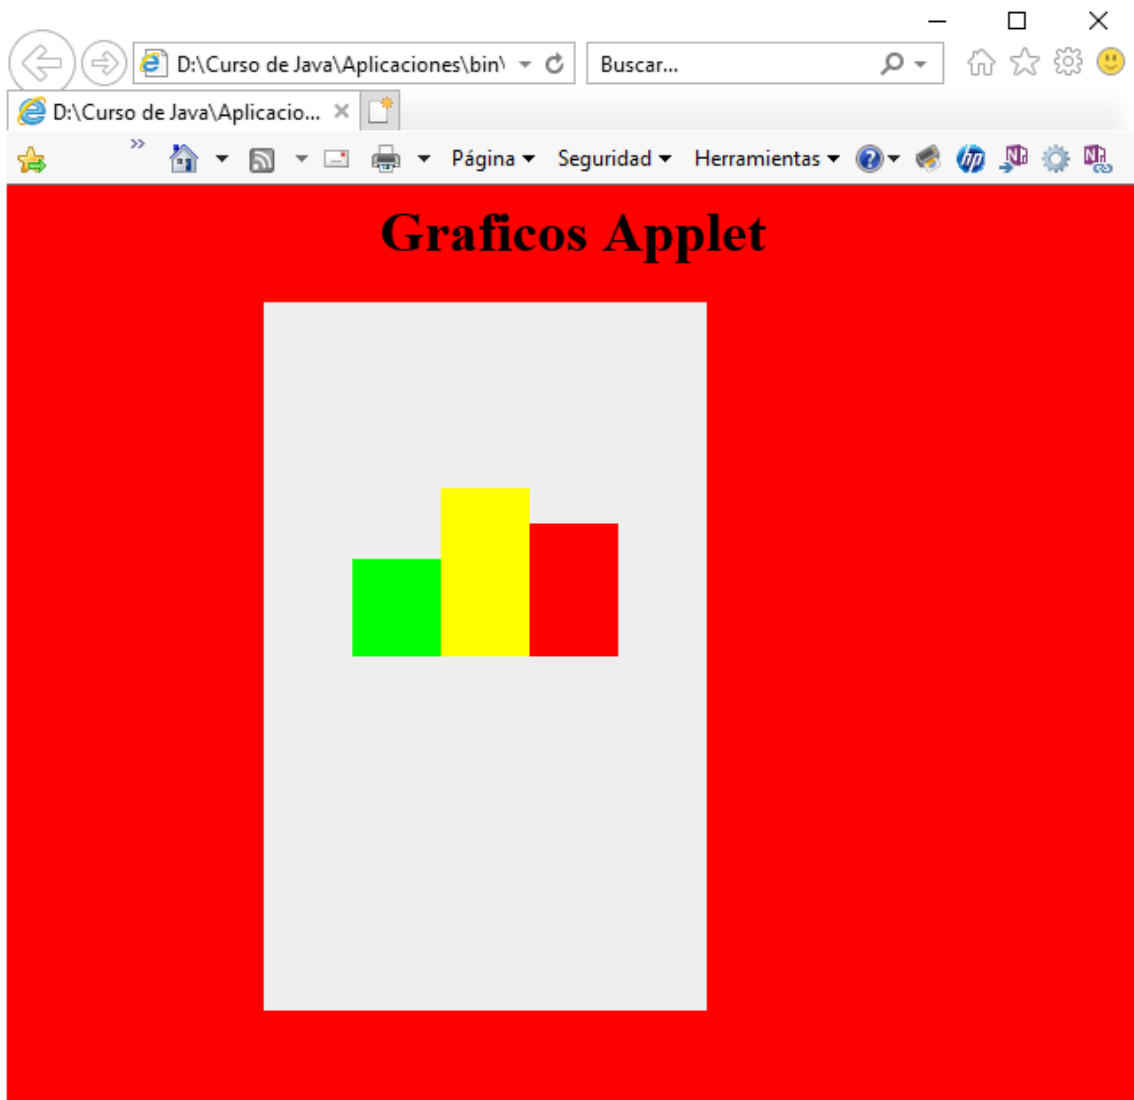 D:\Curso de Java\Aplicaciones\bin\ Buscar...
D:\Curso de Java\Aplicacio...
Página Seguridad Herramientas
Graficos Applet